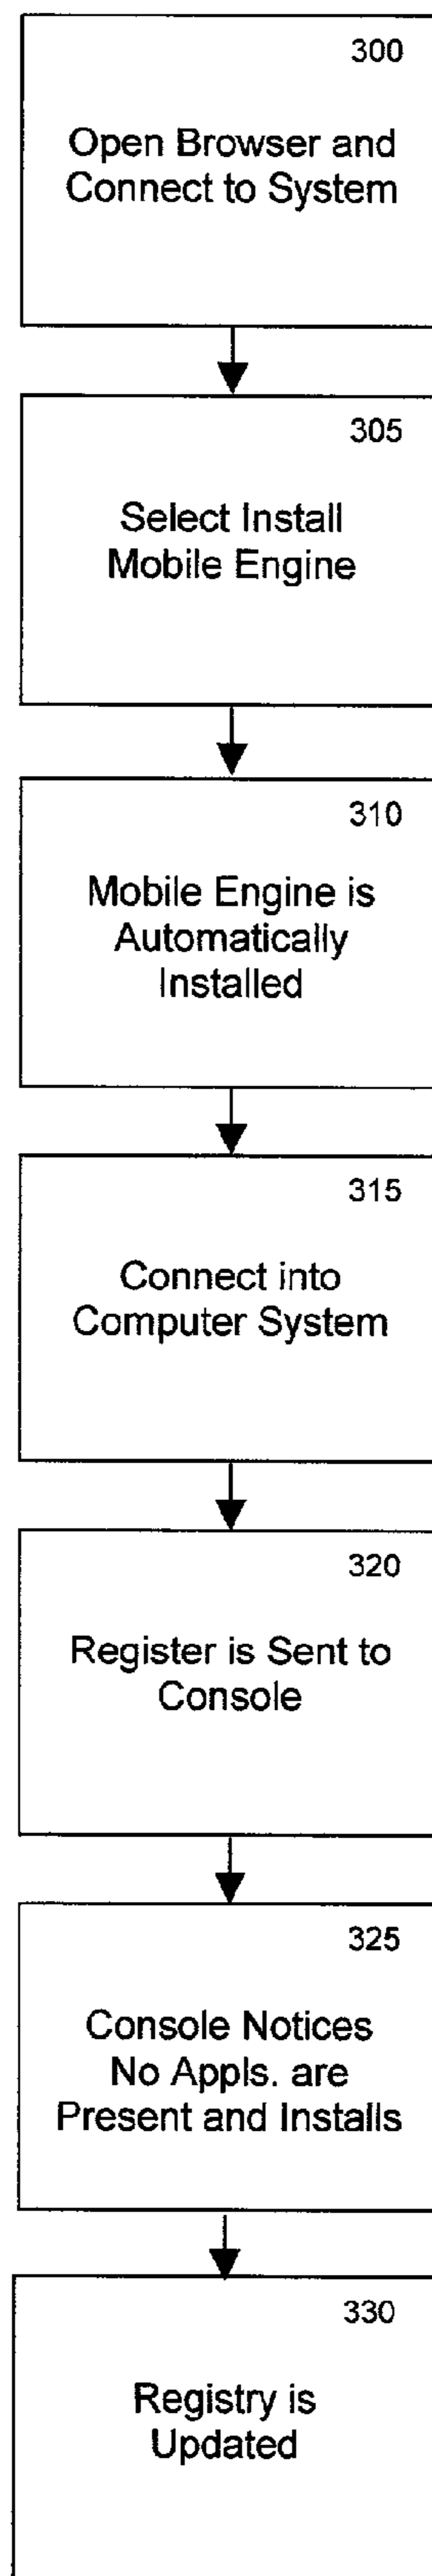 300
Open Browser and
Connect to System
305
Select Install
Mobile Engine
310
Mobile Engine is
Automatically
Installed
315
Connect into
Computer System
320
Register is Sent to
Console
325
Console Notices
No Appls. are
Present and Installs
330
Registry is
Updated